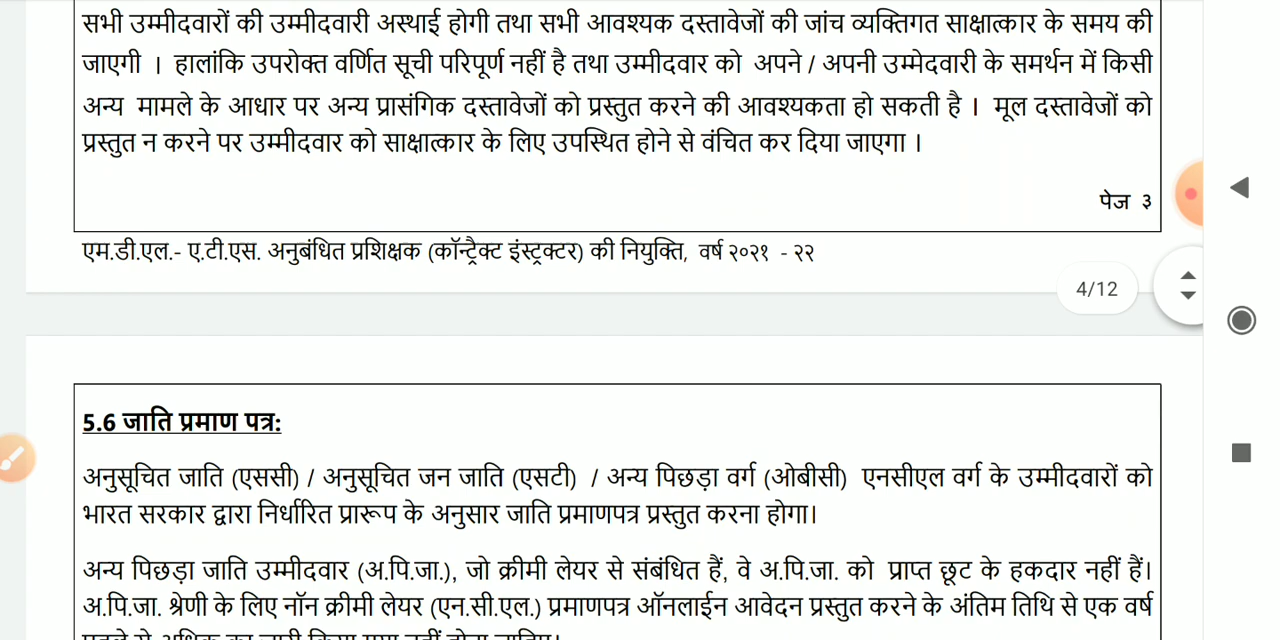 सभी उम्मीदवारों की उम्मीदवारी अस्थाई होगी तथा सभी आवश्यक दस्तावेजों की जांच व्यक्तिगत साक्षात्कार के समय की
जाएगी । हालांकि उपरोक्त वर्णित सूची परिपूर्ण नहीं है तथा उम्मीदवार को अपने / अपनी उम्मेदवारी के समर्थन में किसी
अन्य मामले के आधार पर अन्य प्रासंगिक दस्तावेजों को प्रस्तुत करने की आवश्यकता हो सकती है । मूल दस्तावेजों को
प्रस्तुत न करने पर उम्मीदवार को साक्षात्कार के लिए उपस्थित होने से वंचित कर दिया जाएगा ।
पेज ३
एम.डी.एल.- ए.टी.एस. अनुबंधित प्रशिक्षक (कॉन्ट्रैक्ट इंस्ट्रक्टर) की नियुक्ति, वर्ष २०२१ - २२
4/12
5.6 जाति प्रमाण पत्र:
अनुसूचित जाति (एससी) / अनुसूचित जन जाति (एसटी) / अन्य पिछड़ा वर्ग (ओबीसी) एनसीएल वर्ग के उम्मीदवारों को
भारत सरकार द्वारा निर्धारित प्रारूप के अनुसार जाति प्रमाणपत्र प्रस्तुत करना होगा।
अन्य पिछड़ा जाति उम्मीदवार (अ.पि.जा.), जो क्रीमी लेयर से संबंधित हैं, वे अ.पि.जा. को प्राप्त छूट के हकदार नहीं हैं।
अ.पि.जा. श्रेणी के लिए नॉन क्रीमी लेयर (एन.सी.एल.) प्रमाणपत्र ऑनलाईन आवेदन प्रस्तुत करने के अंतिम तिथि से एक वर्ष